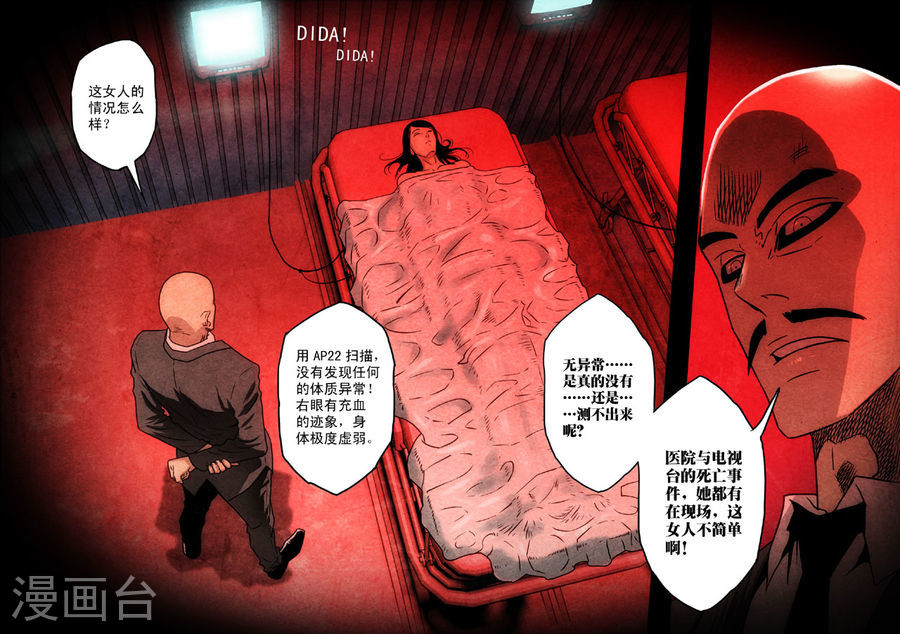 DIDA!
DIDA!
这女人的
情况怎么
样？
用 AP22 扫描，
没有发现任何
的体质异常！
右眼有充血
的迹象，身
体极度虚弱。
无异常……
是真的没有
……还是…
…测不出来
呢？
医院与电视
台的死亡事
件，她都有
在现场，这
女人不简单
啊！
漫画台